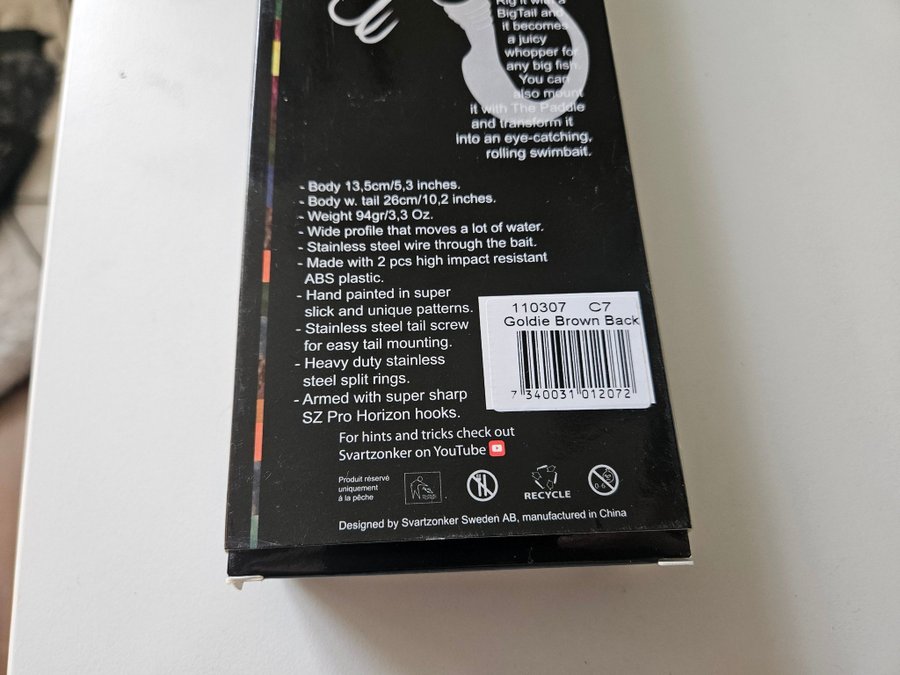 Rig it with a
BigTail and
it becomes
a juicy
whopper for
any big fish.
You can
also mount
it with The Paddle
and transform it
into an eye-catching,
rolling swimbait.
- Body 13,5cm/5,3 inches.
- Body w. tail 26cm/10,2 inches.
- Weight 94gr/3,3 Oz.
- Wide profile that moves a lot of water.
- Stainless steel wire through the bait.
- Made with 2 pcs high impact resistant
ABS plastic.
- Hand painted in super
slick and unique patterns.
- Stainless steel tail screw
for easy tail mounting.
- Heavy duty stainless
steel split rings.
- Armed with super sharp
SZ Pro Horizon hooks.
110307 C7
Goldie Brown Back
7 340031 012072
For hints and tricks check out
Svartzonker on YouTube
Produit réservé
uniquement
à la pêche
RECYCLE
0-6
Designed by Svartzonker Sweden AB, manufactured in China